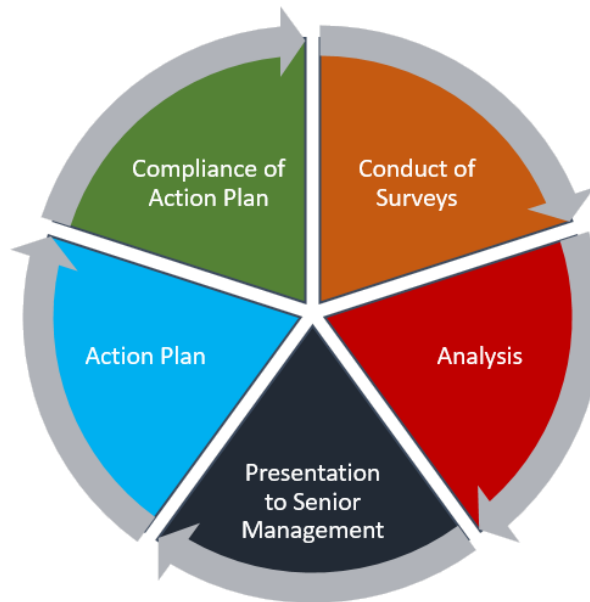 Compliance of
Action Plan
Conduct of
Surveys
Action Plan
Analysis
Presentation
to Senior
Management